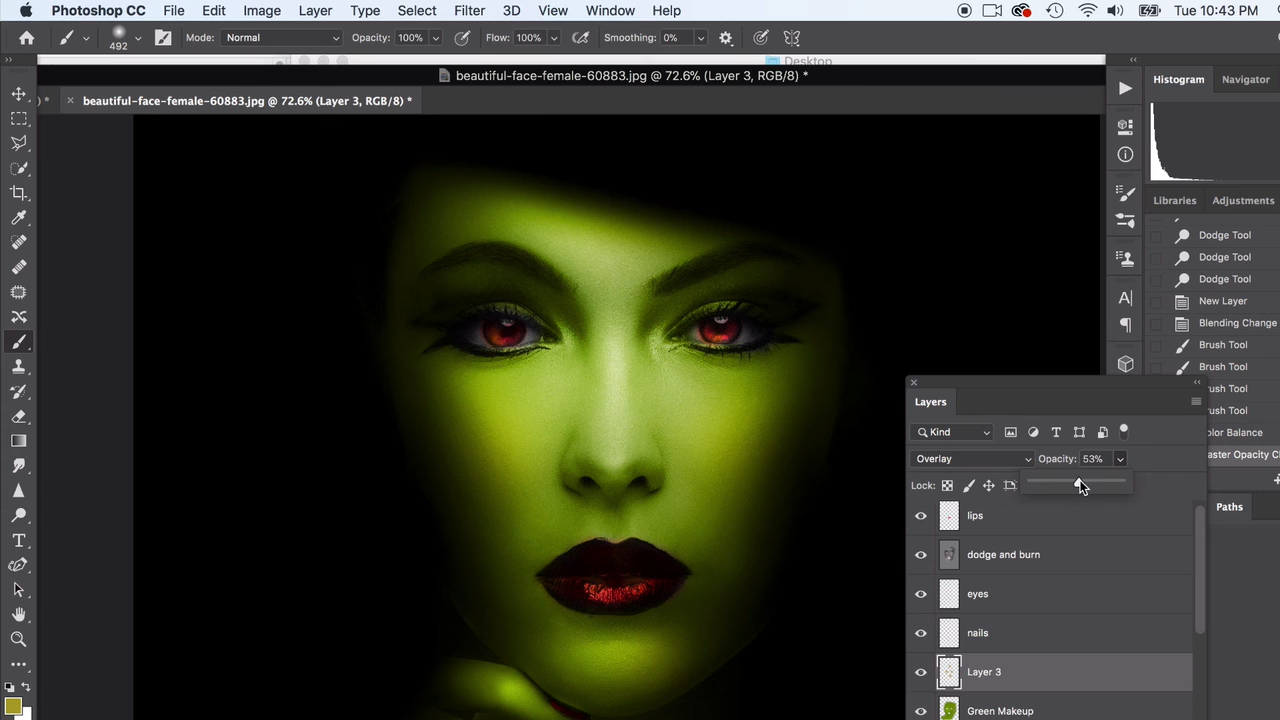 Photoshop CC File Edit Image Layer Type Select Filter 3D View Window Help Tue 10:43 PM
492 Mode: Normal Opacity: 100% Flow: 100% Smoothing: 0%
Desktop
beautiful-face-female-60883.jpg @ 72.6% (Layer 3, RGB/8) *
) * × beautiful-face-female-60883.jpg @ 72.6% (Layer 3, RGB/8) *
Histogram Navigator
Libraries Adjustments
Dodge Tool
Dodge Tool
Dodge Tool
New Layer
Blending Change
Brush Tool
Brush Tool
rush Tool
rush Tool
olor Balance
aster Opacity C
Paths
Layers
Kind
Overlay Opacity: 53%
Lock:
lips
dodge and burn
eyes
nails
Layer 3
Green Makeup